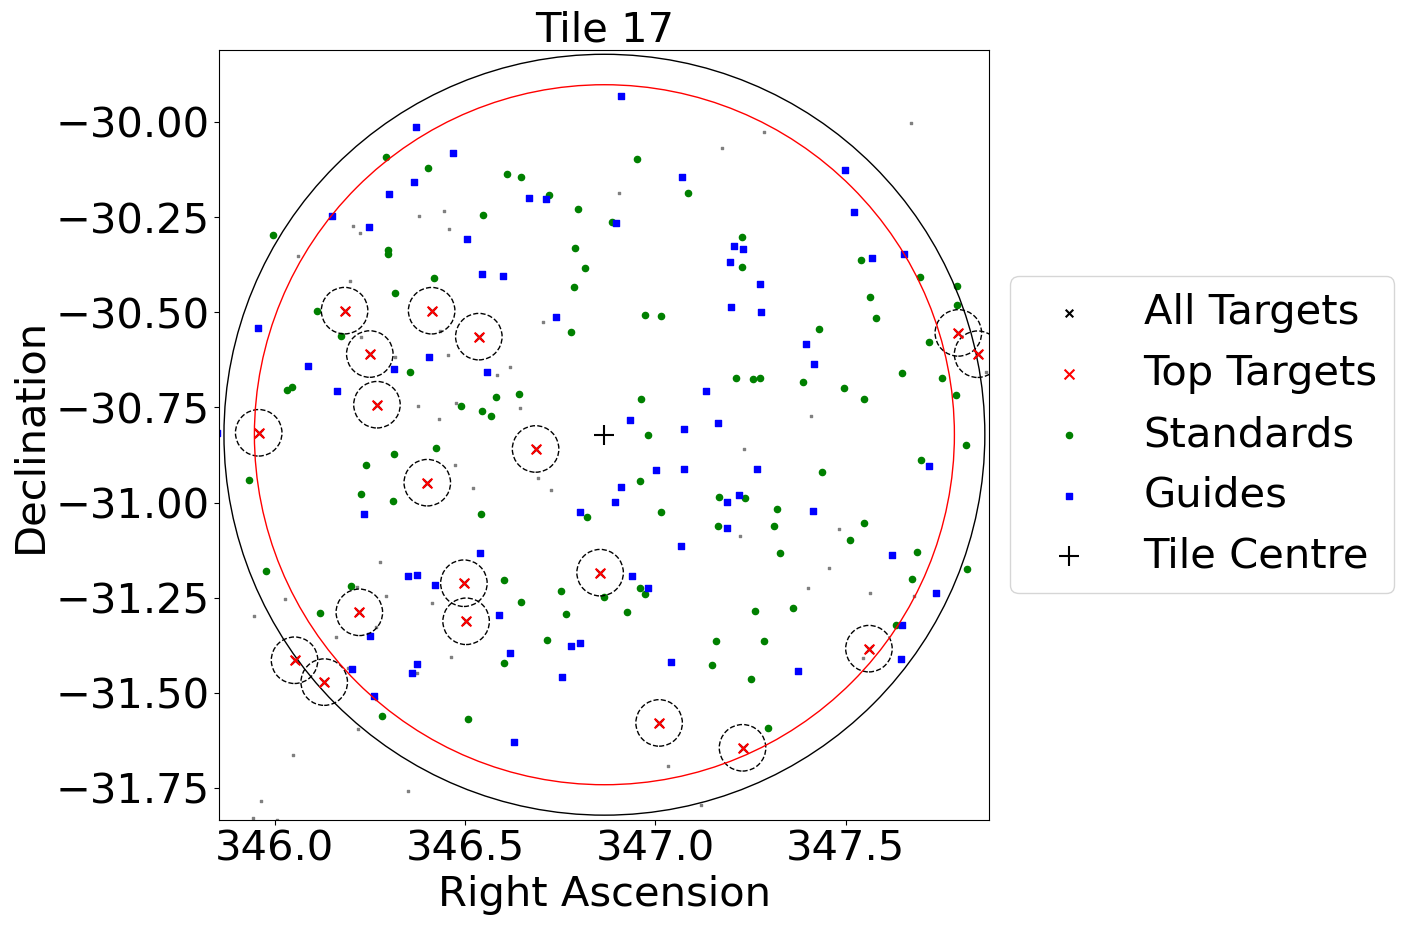 Tile 17
Declination
−30.00
−30.25
−30.50
−30.75
−31.00
−31.25
−31.50
−31.75
346.0 346.5 347.0 347.5
Right Ascension
All Targets
Top Targets
Standards
Guides
Tile Centre